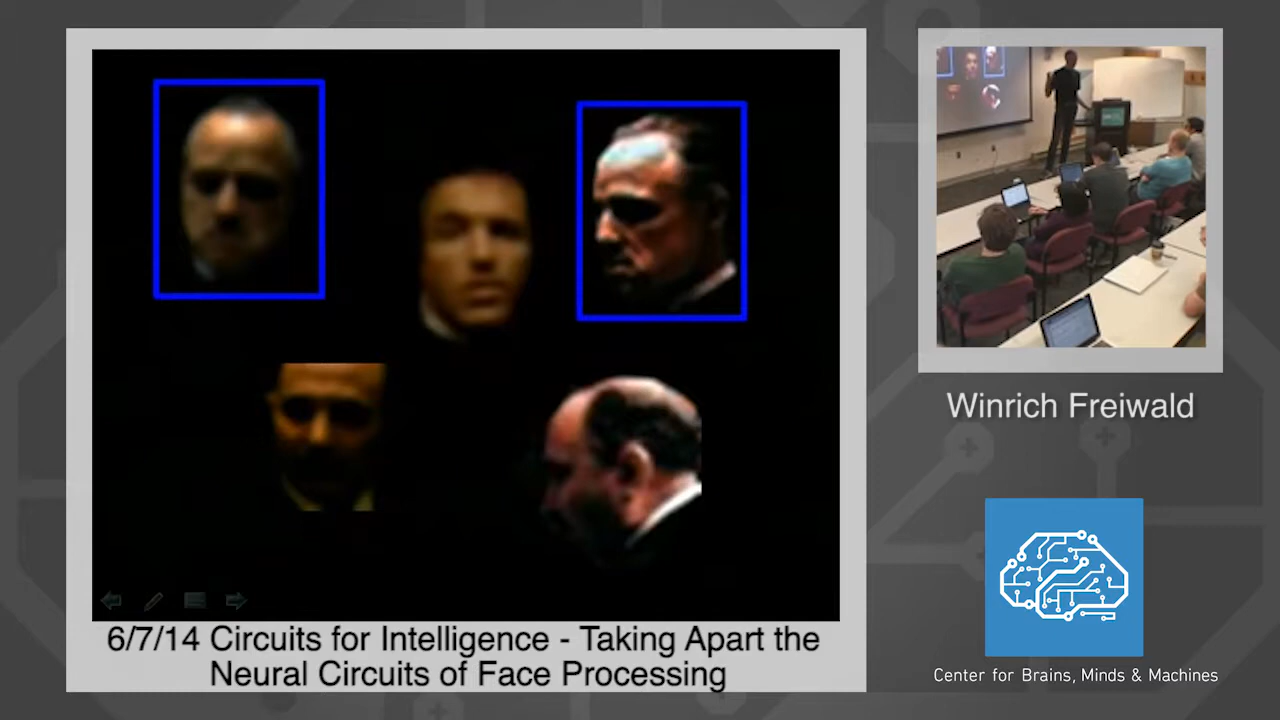 Winrich Freiwald
6/7/14 Circuits for Intelligence - Taking Apart the
Neural Circuits of Face Processing
Center for Brains, Minds & Machines